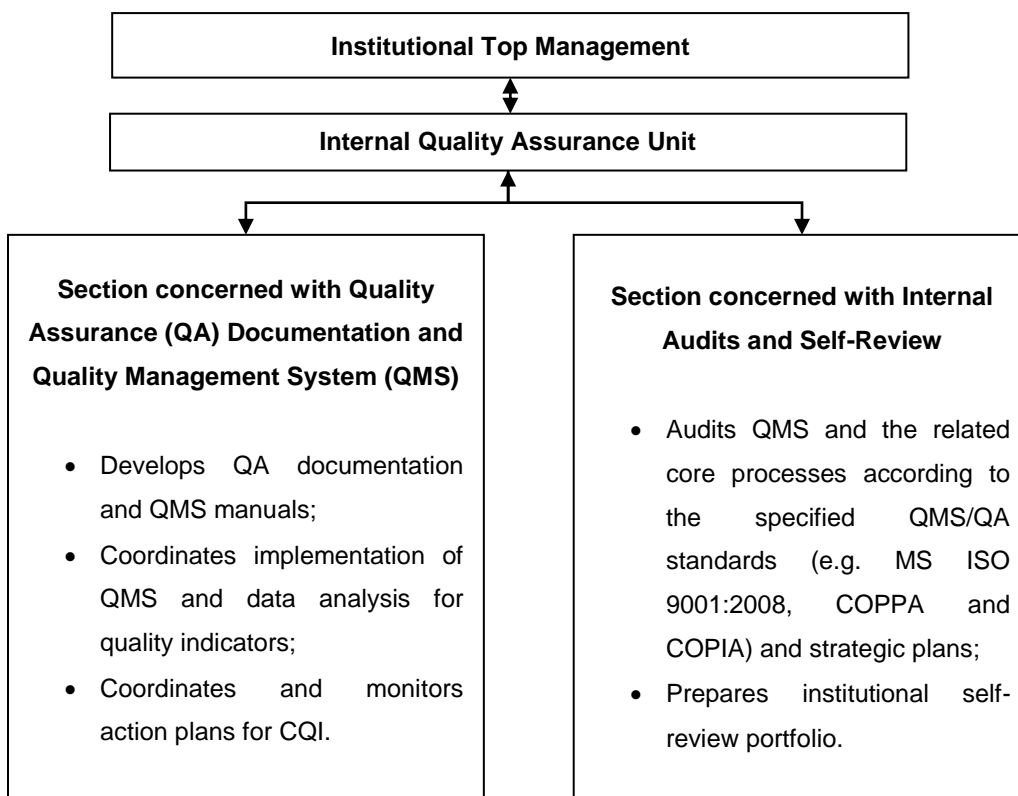 Institutional Top Management
Internal Quality Assurance Unit
Section concerned with Quality
Assurance (QA) Documentation and
Quality Management System (QMS)
• Develops QA documentation
and QMS manuals;
• Coordinates implementation of
QMS and data analysis for
quality indicators;
• Coordinates and monitors
action plans for CQI.
Section concerned with Internal
Audits and Self-Review
• Audits QMS and the related
core processes according to
the specified QMS/QA
standards (e.g. MS ISO
9001:2008, COPPA and
COPIA) and strategic plans;
• Prepares institutional self-
review portfolio.